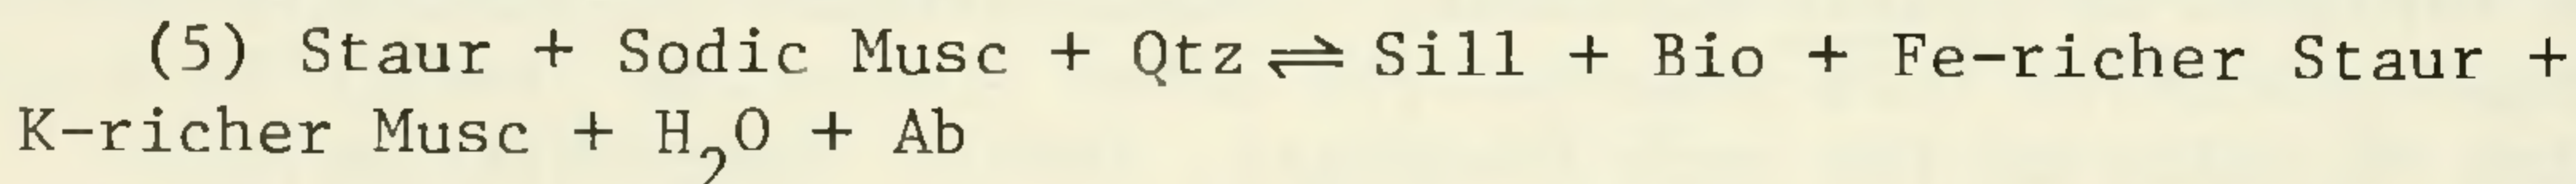 (5) Staur + Sodic Musc + Qtz ⇌ Sill + Bio + Fe-richer Staur +
K-richer Musc + H₂O + Ab